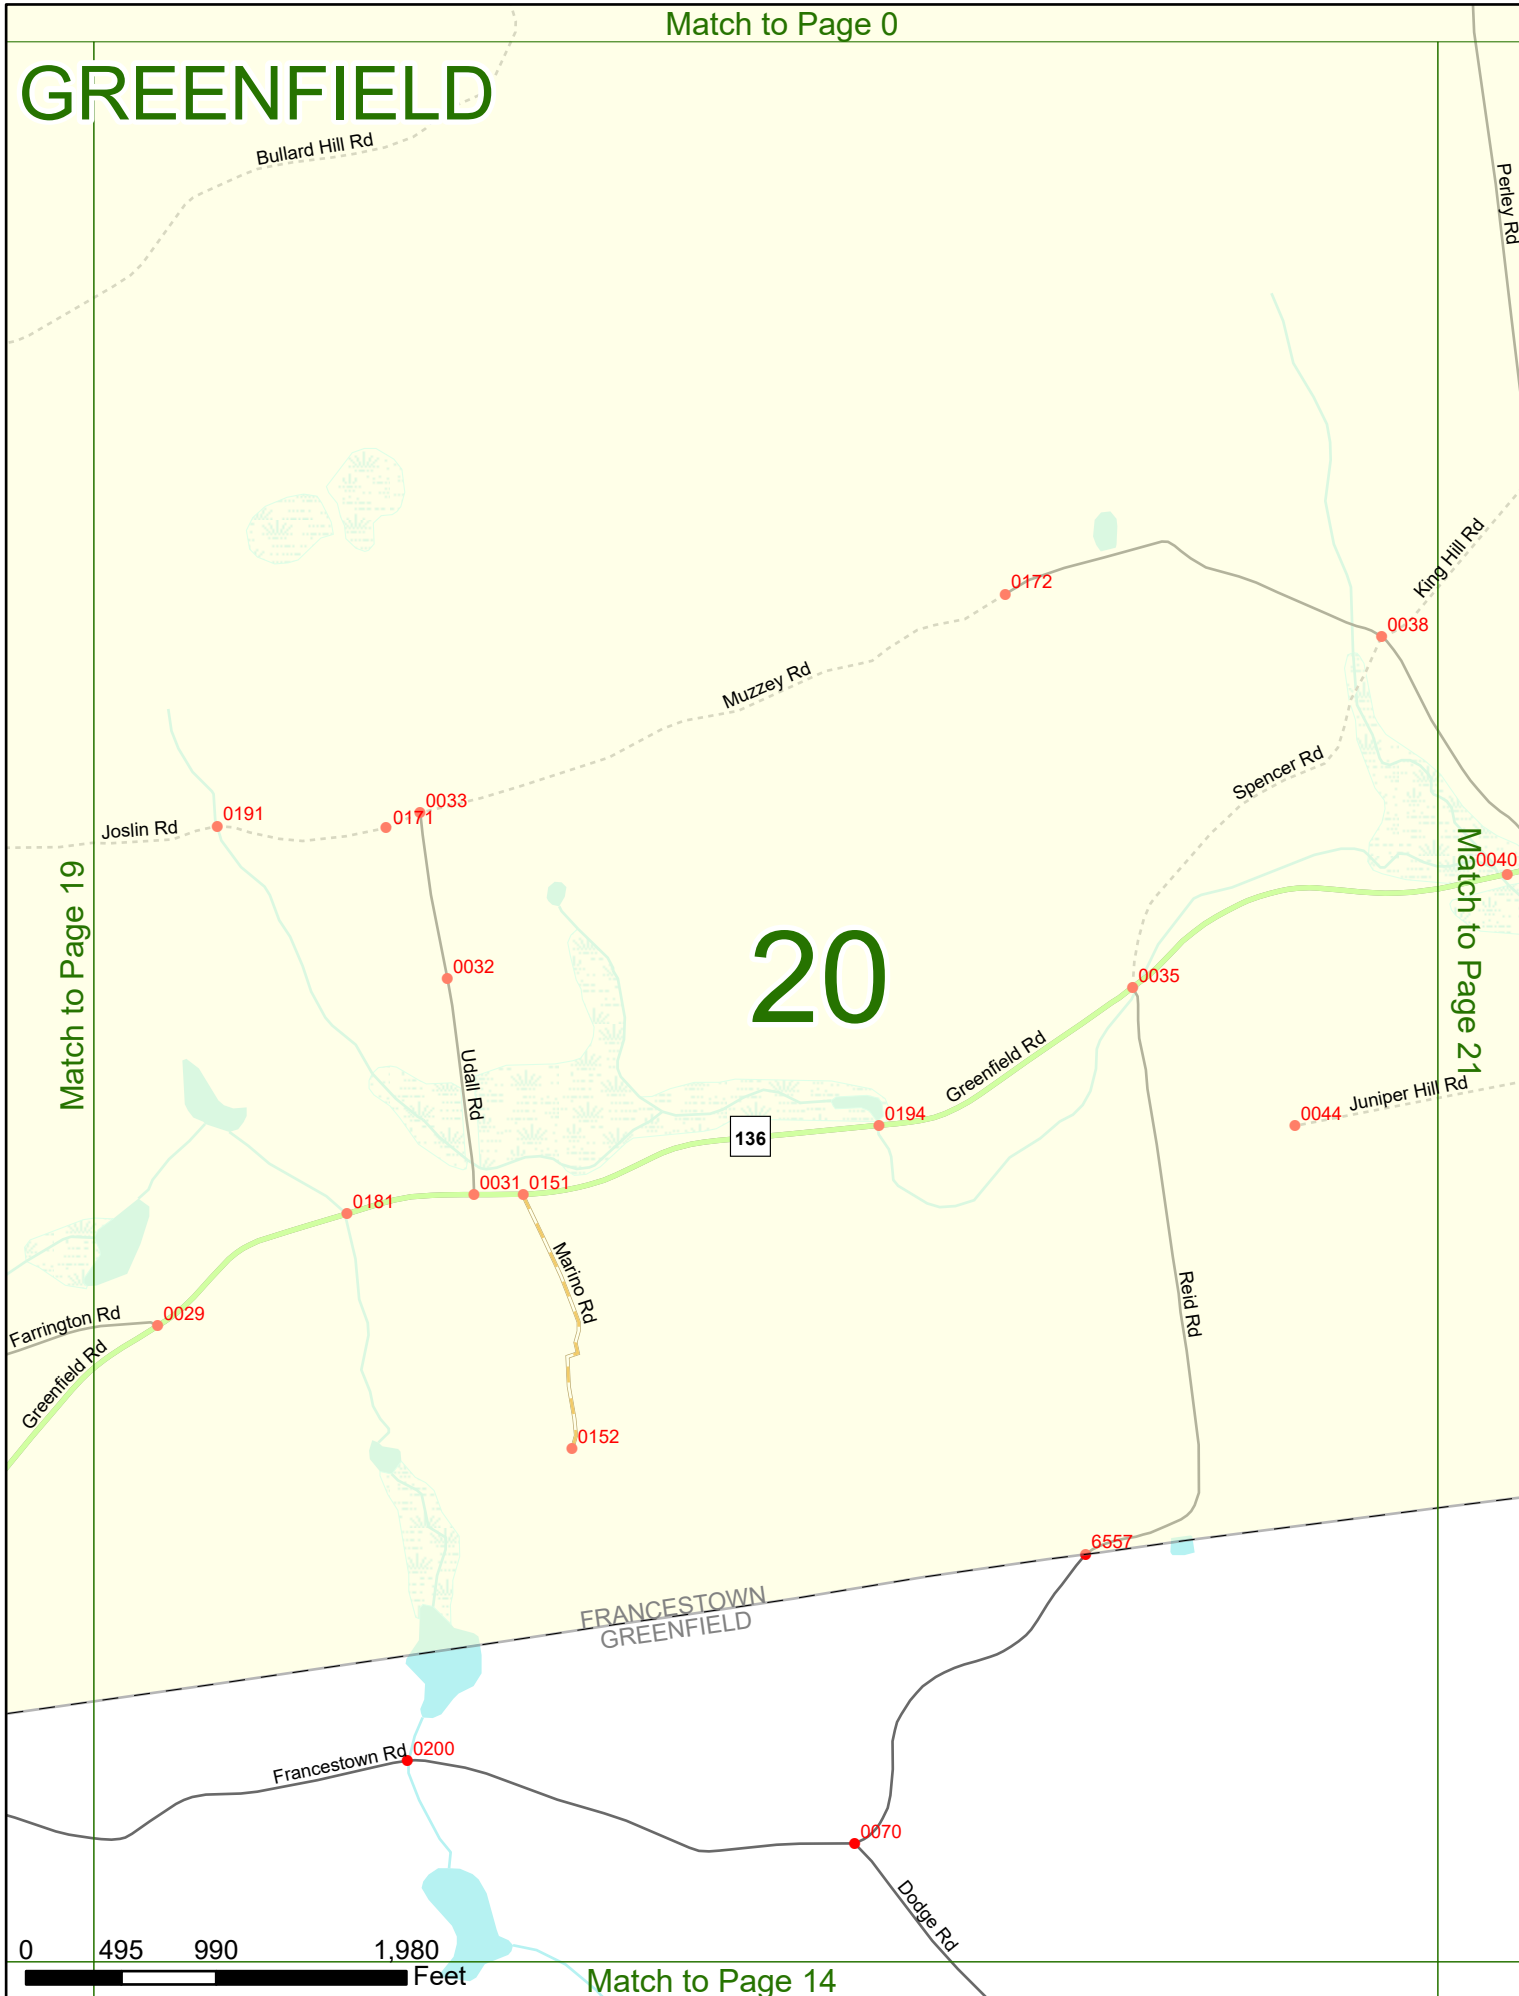 Match to Page 0
GREENFIELD
Bullard Hill Rd
Perley Rd
King Hill Rd
0172
0038
Muzzey Rd
Spencer Rd
0033
0171
0191
Joslin Rd
Match to Page 19
Match to Page 21
0040
20
0032
0035
Udall Rd
Greenfield Rd
0194
136
Juniper Hill Rd
0044
0031
0151
0181
Marino Rd
Reid Rd
Farrington Rd
0029
Greenfield Rd
0152
6557
FRANCESTOWN
GREENFIELD
Francestown Rd
0200
0070
Dodge Rd
0 495 990 1,980
Feet
Match to Page 14